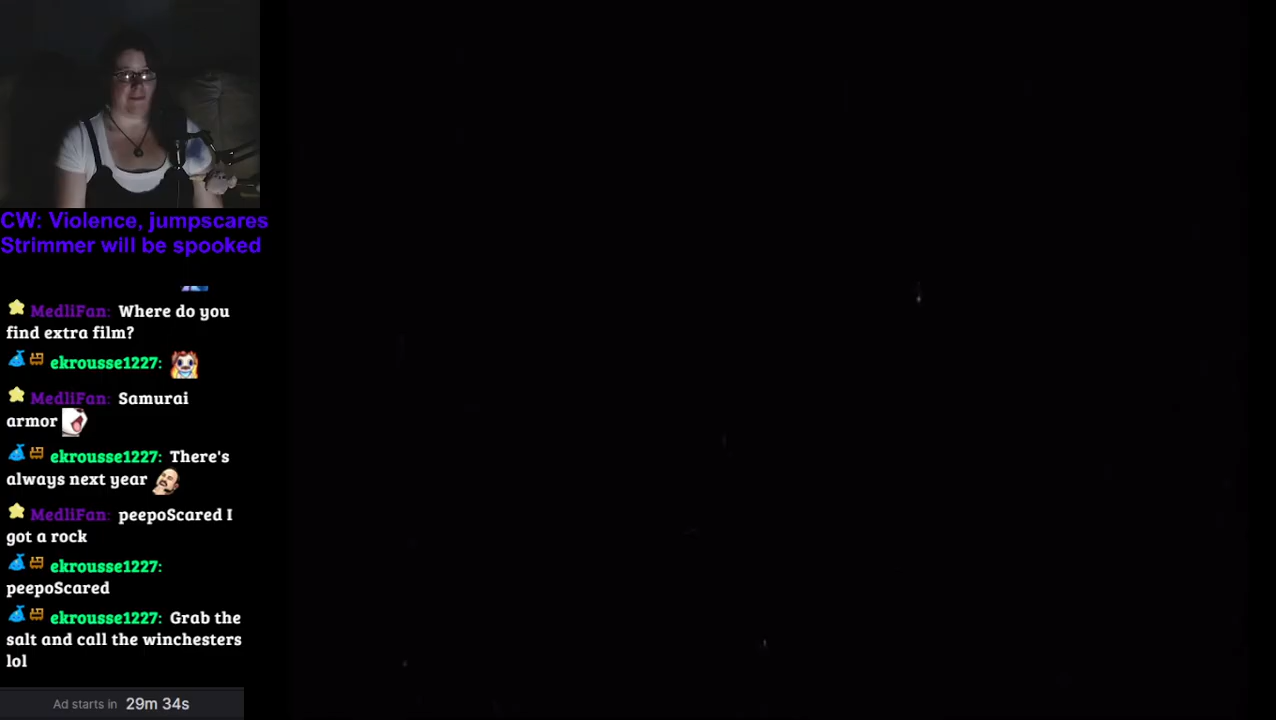 CW: Violence, jumpscares
Strimmer will be spooked
MedliFan: Where do you
find extra film?
ekrousse1227:
MedliFan: Samurai
armor
ekrousse1227: There's
always next year
MedliFan: peepoScared I
got a rock
ekrousse1227:
peepoScared
ekrousse1227: Grab the
salt and call the winchesters
lol
Ad starts in 29m 34s